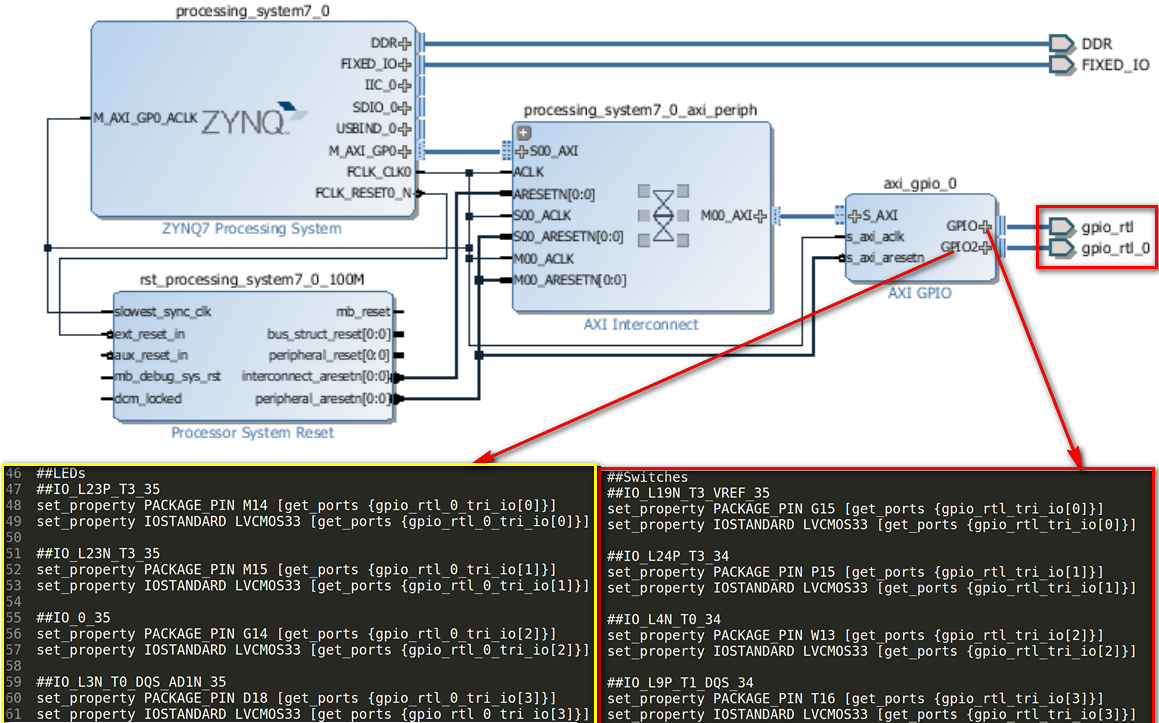 processing_system7_0
DDR
FIXED_IO
IIC_0
SDIO_0
USBIND_0
M_AXI_GP0
FCLK_CLK0
FCLK_RESET0_N
M_AXI_GP0_ACLK
ZYNQ
ZYNQ7 Processing System
DDR
FIXED_IO
processing_system7_0_axi_periph
S00_AXI
ACLK
ARESETN[0:0]
S00_ACLK
S00_ARESETN[0:0]
M00_ACLK
M00_ARESETN[0:0]
M00_AXI
AXI Interconnect
axi_gpio_0
S_AXI
s_axi_aclk
s_axi_aresetn
GPIO
GPIO2
AXI GPIO
gpio_rtl
gpio_rtl_0
rst_processing_system7_0_100M
slowest_sync_clk
ext_reset_in
aux_reset_in
mb_debug_sys_rst
dcm_locked
mb_reset
bus_struct_reset[0:0]
peripheral_reset[0:0]
interconnect_aresetn[0:0]
peripheral_aresetn[0:0]
Processor System Reset
46 ##LEDs
47 ##IO_L23P_T3_35
48 set_property PACKAGE_PIN M14 [get_ports {gpio_rtl_0_tri_io[0]}]
49 set_property IOSTANDARD LVCMOS33 [get_ports {gpio_rtl_0_tri_io[0]}]
50
51 ##IO_L23N_T3_35
52 set_property PACKAGE_PIN M15 [get_ports {gpio_rtl_0_tri_io[1]}]
53 set_property IOSTANDARD LVCMOS33 [get_ports {gpio_rtl_0_tri_io[1]}]
54
55 ##IO_0_35
56 set_property PACKAGE_PIN G14 [get_ports {gpio_rtl_0_tri_io[2]}]
57 set_property IOSTANDARD LVCMOS33 [get_ports {gpio_rtl_0_tri_io[2]}]
58
59 ##IO_L3N_T0_DQS_AD1N_35
60 set_property PACKAGE_PIN D18 [get_ports {gpio_rtl_0_tri_io[3]}]
61 set_property IOSTANDARD LVCMOS33 [get_ports {gpio_rtl_0_tri_io[3]}]
##Switches
##IO_L19N_T3_VREF_35
set_property PACKAGE_PIN G15 [get_ports {gpio_rtl_tri_io[0]}]
set_property IOSTANDARD LVCMOS33 [get_ports {gpio_rtl_tri_io[0]}]
##IO_L24P_T3_34
set_property PACKAGE_PIN P15 [get_ports {gpio_rtl_tri_io[1]}]
set_property IOSTANDARD LVCMOS33 [get_ports {gpio_rtl_tri_io[1]}]
##IO_L4N_T0_34
set_property PACKAGE_PIN W13 [get_ports {gpio_rtl_tri_io[2]}]
set_property IOSTANDARD LVCMOS33 [get_ports {gpio_rtl_tri_io[2]}]
##IO_L9P_T1_DQS_34
set_property PACKAGE_PIN T16 [get_ports {gpio_rtl_tri_io[3]}]
set_property IOSTANDARD LVCMOS33 [get_ports {gpio_rtl_tri_io[3]}]